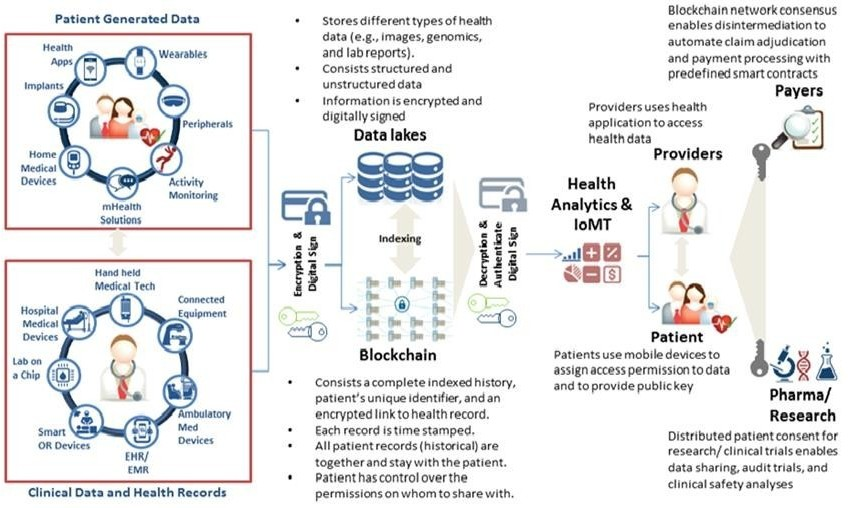 Patient Generated Data
Health
Apps
Wearables
Implants
Peripherals
Home
Medical
Devices
Activity
Monitoring
mHealth
Solutions
Hand held
Medical Tech
Hospital
Medical
Devices
Connected
Equipment
Lab on
a Chip
Ambulatory
Med
Devices
Smart
OR Devices
EHR/
EMR
Clinical Data and Health Records
Encryption &
Digital Sign
• Stores different types of health
data (e.g., images, genomics,
and lab reports).
• Consists structured and
unstructured data
• Information is encrypted and
digitally signed
Data lakes
Indexing
Blockchain
• Consists a complete indexed history,
patient's unique identifier, and an
encrypted link to health record.
• Each record is time stamped.
• All patient records (historical) are
together and stay with the patient.
• Patient has control over the
permissions on whom to share with.
Decryption &
Authenticate
Digital Sign
Health
Analytics &
IoMT
Providers uses health
application to access
health data
Providers
Patient
Patients use mobile devices to
assign access permission to data
and to provide public key
Blockchain network consensus
enables disintermediation to
automate claim adjudication
and payment processing with
predefined smart contracts
Payers
Pharma/
Research
Distributed patient consent for
research/ clinical trials enables
data sharing, audit trials, and
clinical safety analyses